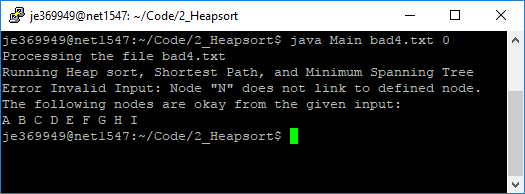 je369949@net1547: ~/Code/2_Heapsort
je369949@net1547:~/Code/2_Heapsort$ java Main bad4.txt 0
Processing the file bad4.txt
Running Heap sort, Shortest Path, and Minimum Spanning Tree
Error Invalid Input: Node "N" does not link to defined node.
The following nodes are okay from the given input:
A B C D E F G H I
je369949@net1547:~/Code/2_Heapsort$